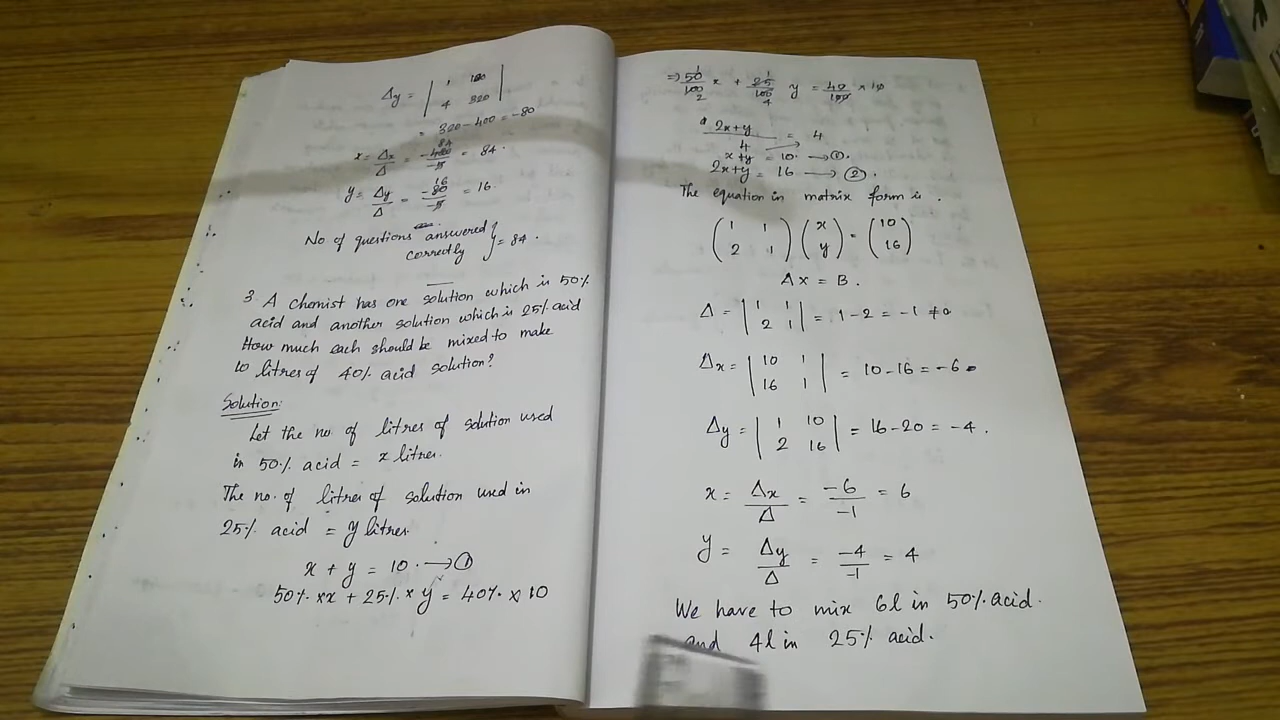 Δy = | 1 100 |
| 4 320 |
= 320 - 400 = -80
x = Δx/Δ = -420/-5 = 84.
y = Δy/Δ = -80/-5 = 16
No of questions answered correctly } = 84.
3. A chemist has one solution which is 50%
acid and another solution which is 25% acid
How much each should be mixed to make
10 litres of 40% acid solution?
Solution:
Let the no of litres of solution used
in 50% acid = x litres.
The no. of litres of solution used in
25% acid = y litres.
x + y = 10. → ①
50% × x + 25% × y = 40% × 10
⇒ 50/100 x + 25/100 y = 40/100 × 10
2x+y/4 = 4
x+y = 10 → ①.
2x+y = 16 → ②.
The equation in matrix form is.
( 1 1 ) ( x ) = ( 10 )
( 2 1 ) ( y ) ( 16 )
AX = B.
Δ = | 1 1 | = 1-2 = -1 ≠ 0
| 2 1 |
Δx = | 10 1 | = 10-16 = -6
| 16 1 |
Δy = | 1 10 | = 16-20 = -4.
| 2 16 |
x = Δx/Δ = -6/-1 = 6
y = Δy/Δ = -4/-1 = 4
We have to mix 6l in 50% acid.
and 4l in 25% acid.